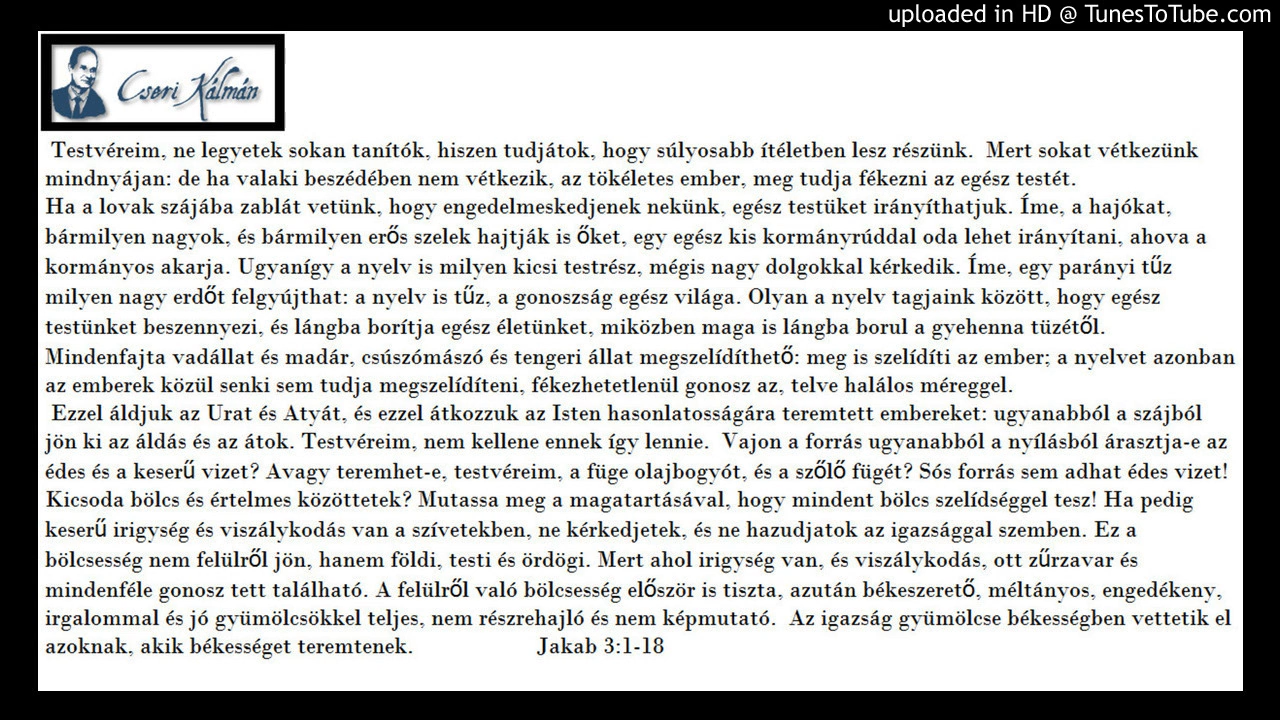 uploaded in HD @ TunesToTube.com
Cseri Kálmán
Testvéreim, ne legyetek sokan tanítók, hiszen tudjátok, hogy súlyosabb ítéletben lesz részünk. Mert sokat vétkezünk
mindnyájan: de ha valaki beszédében nem vétkezik, az tökéletes ember, meg tudja fékezni az egész testét.
Ha a lovak szájába zablát vetünk, hogy engedelmeskedjenek nekünk, egész testüket irányíthatjuk. Íme, a hajókat,
bármilyen nagyok, és bármilyen erős szelek hajtják is őket, egy egész kis kormányrúddal oda lehet irányítani, ahova a
kormányos akarja. Ugyanígy a nyelv is milyen kicsi testrész, mégis nagy dolgokkal kérkedik. Íme, egy parányi tűz
milyen nagy erdőt felgyújthat: a nyelv is tűz, a gonoszság egész világa. Olyan a nyelv tagjaink között, hogy egész
testünket beszennyezi, és lángba borítja egész életünket, miközben maga is lángba borul a gyehenna tüzétől.
Mindenfajta vadállat és madár, csúszómászó és tengeri állat megszelídíthető: meg is szelídíti az ember; a nyelvet azonban
az emberek közül senki sem tudja megszelídíteni, fékezhetetlenül gonosz az, telve halálos méreggel.
Ezzel áldjuk az Urat és Atyát, és ezzel átkozzuk az Isten hasonlatosságára teremtett embereket: ugyanabból a szájból
jön ki az áldás és az átok. Testvéreim, nem kellene ennek így lennie. Vajon a forrás ugyanabból a nyílásból árasztja-e az
édes és a keserű vizet? Avagy teremhet-e, testvéreim, a füge olajbogyót, és a szőlő fügét? Sós forrás sem adhat édes vizet!
Kicsoda bölcs és értelmes közöttetek? Mutassa meg a magatartásával, hogy mindent bölcs szelídséggel tesz! Ha pedig
keserű irigység és viszálykodás van a szívetekben, ne kérkedjetek, és ne hazudjatok az igazsággal szemben. Ez a
bölcsesség nem felülről jön, hanem földi, testi és ördögi. Mert ahol irigység van, és viszálykodás, ott zűrzavar és
mindenféle gonosz tett található. A felülről való bölcsesség először is tiszta, azután békeszerető, méltányos, engedékeny,
irgalommal és jó gyümölcsökkel teljes, nem részrehajló és nem képmutató. Az igazság gyümölcse békességben vettetik el
azoknak, akik békességet teremtenek. Jakab 3:1-18